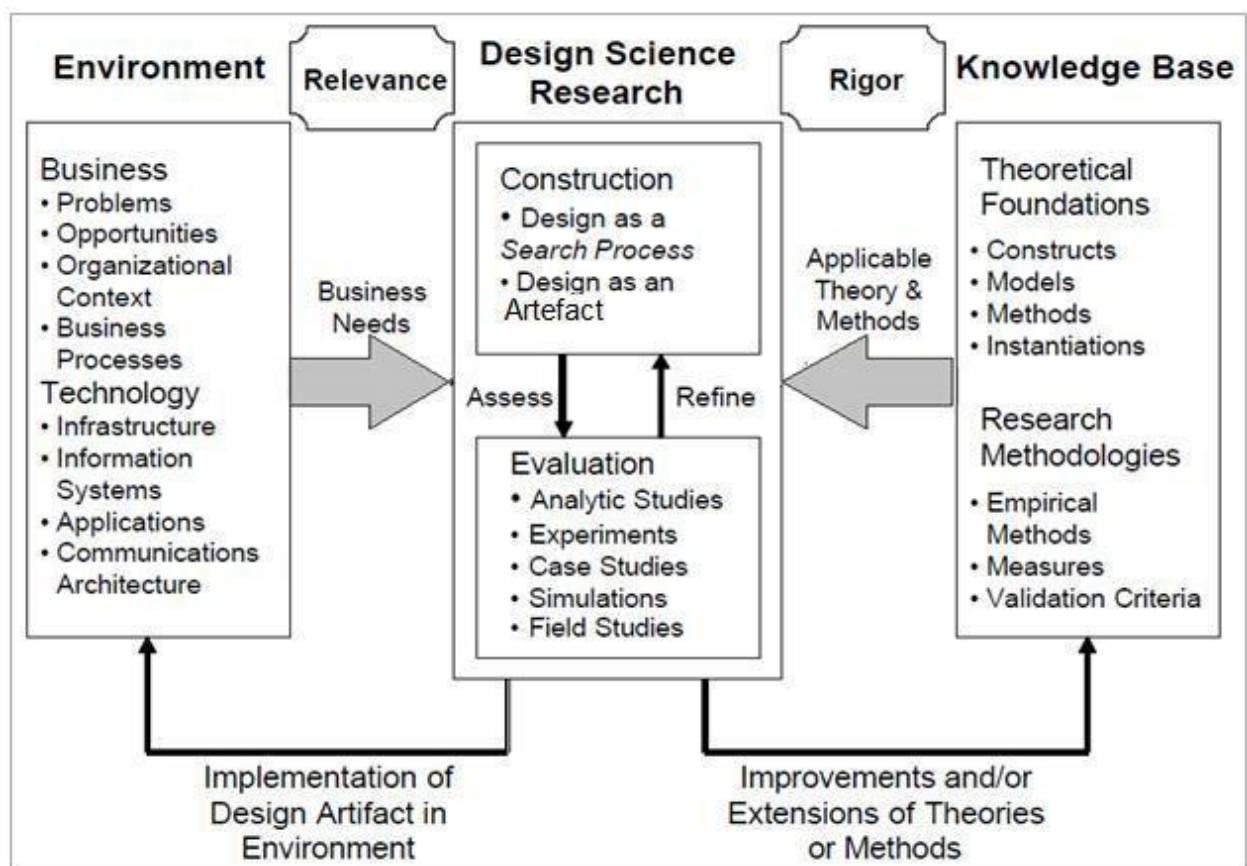 Environment
Relevance
Design Science
Research
Rigor
Knowledge Base
Business
• Problems
• Opportunities
• Organizational
Context
• Business
Processes
Technology
• Infrastructure
• Information
Systems
• Applications
• Communications
Architecture
Business
Needs
Construction
• Design as a
Search Process
• Design as an
Artefact
Assess
Refine
Evaluation
• Analytic Studies
• Experiments
• Case Studies
• Simulations
• Field Studies
Applicable
Theory &
Methods
Theoretical
Foundations
• Constructs
• Models
• Methods
• Instantiations
Research
Methodologies
• Empirical
Methods
• Measures
• Validation Criteria
Implementation of
Design Artifact in
Environment
Improvements and/or
Extensions of Theories
or Methods